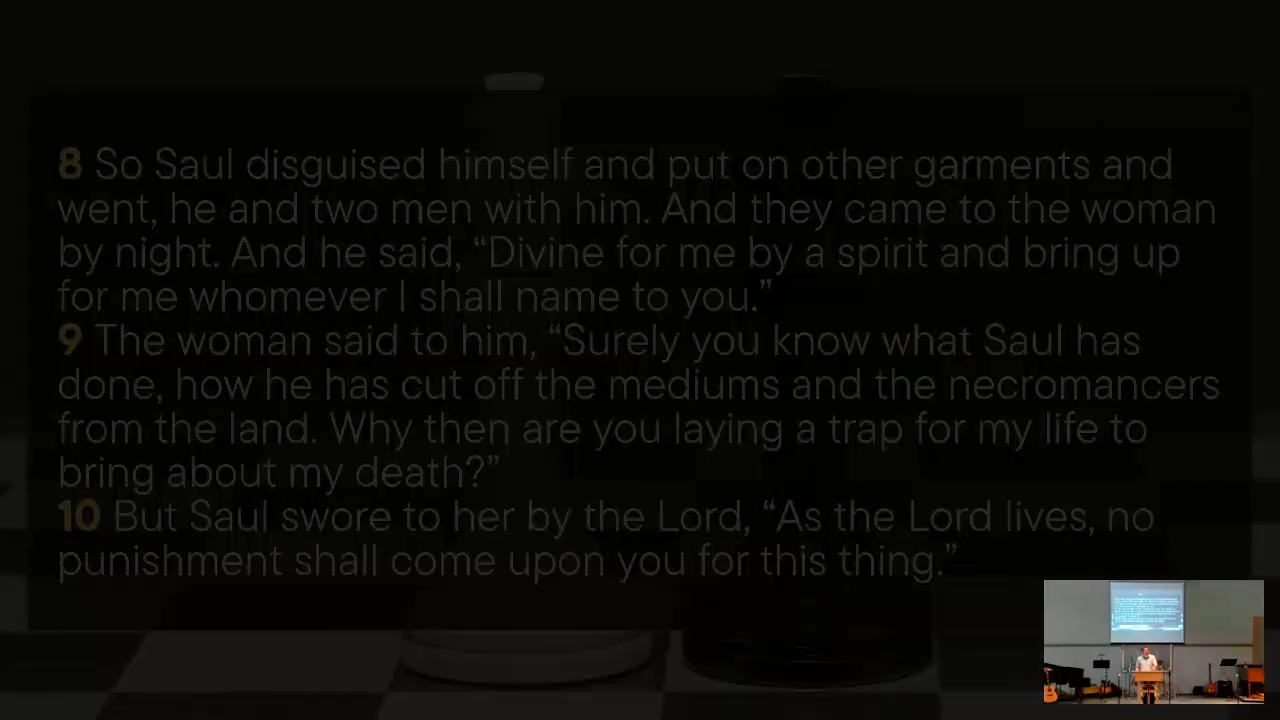 8 So Saul disguised himself and put on other garments and
went, he and two men with him. And they came to the woman
by night. And he said, “Divine for me by a spirit and bring up
for me whomever I shall name to you.”
9 The woman said to him, “Surely you know what Saul has
done, how he has cut off the mediums and the necromancers
from the land. Why then are you laying a trap for my life to
bring about my death?”
10 But Saul swore to her by the Lord, “As the Lord lives, no
punishment shall come upon you for this thing.”